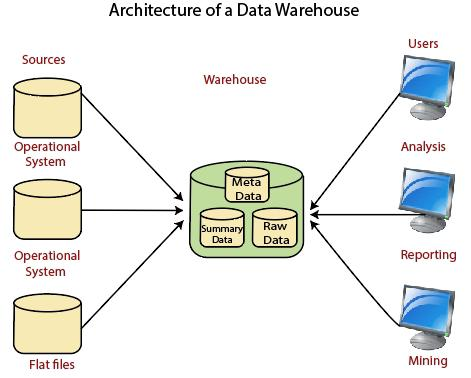 Architecture of a Data Warehouse
Sources
Warehouse
Users
Operational
System
Analysis
Meta
Data
Summary
Data
Raw
Data
Operational
System
Reporting
Flat files
Mining